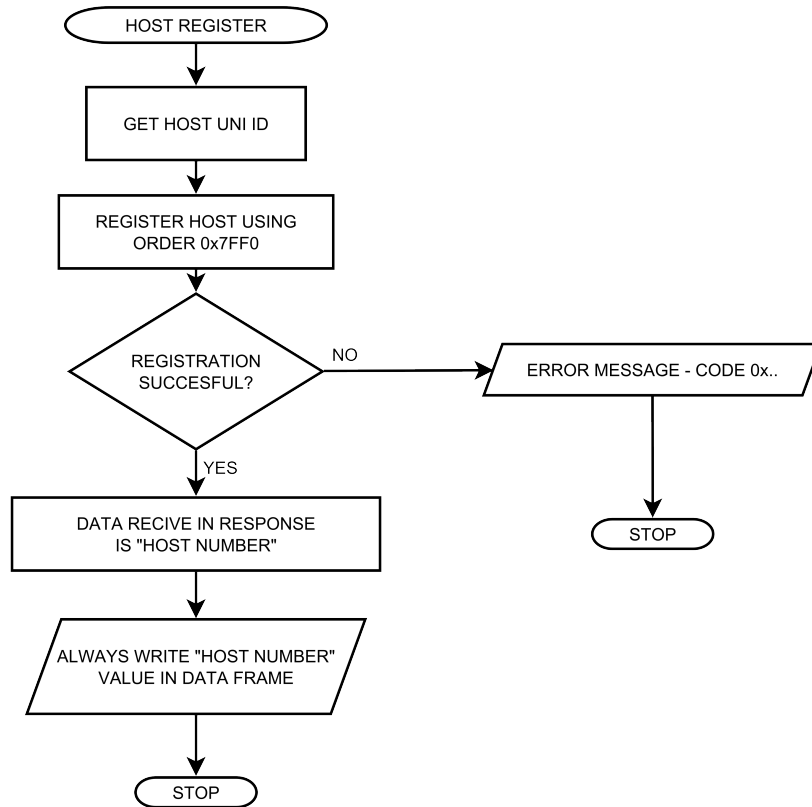 HOST REGISTER
GET HOST UNI ID
REGISTER HOST USING
ORDER 0x7FF0
REGISTRATION
SUCCESFUL?
NO
ERROR MESSAGE - CODE 0x..
STOP
YES
DATA RECIVE IN RESPONSE
IS "HOST NUMBER"
ALWAYS WRITE "HOST NUMBER"
VALUE IN DATA FRAME
STOP